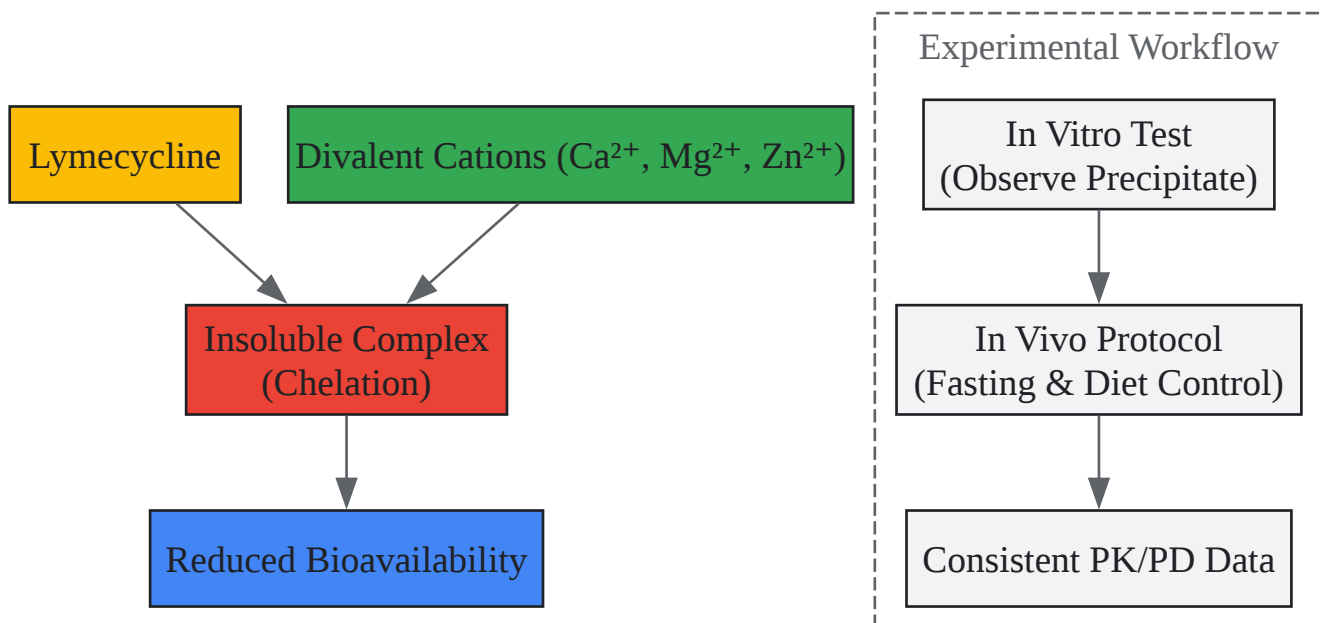 Experimental Workflow
Lymecycline
Divalent Cations (Ca²⁺, Mg²⁺, Zn²⁺)
In Vitro Test
(Observe Precipitate)
Insoluble Complex
(Chelation)
In Vivo Protocol
(Fasting & Diet Control)
Reduced Bioavailability
Consistent PK/PD Data